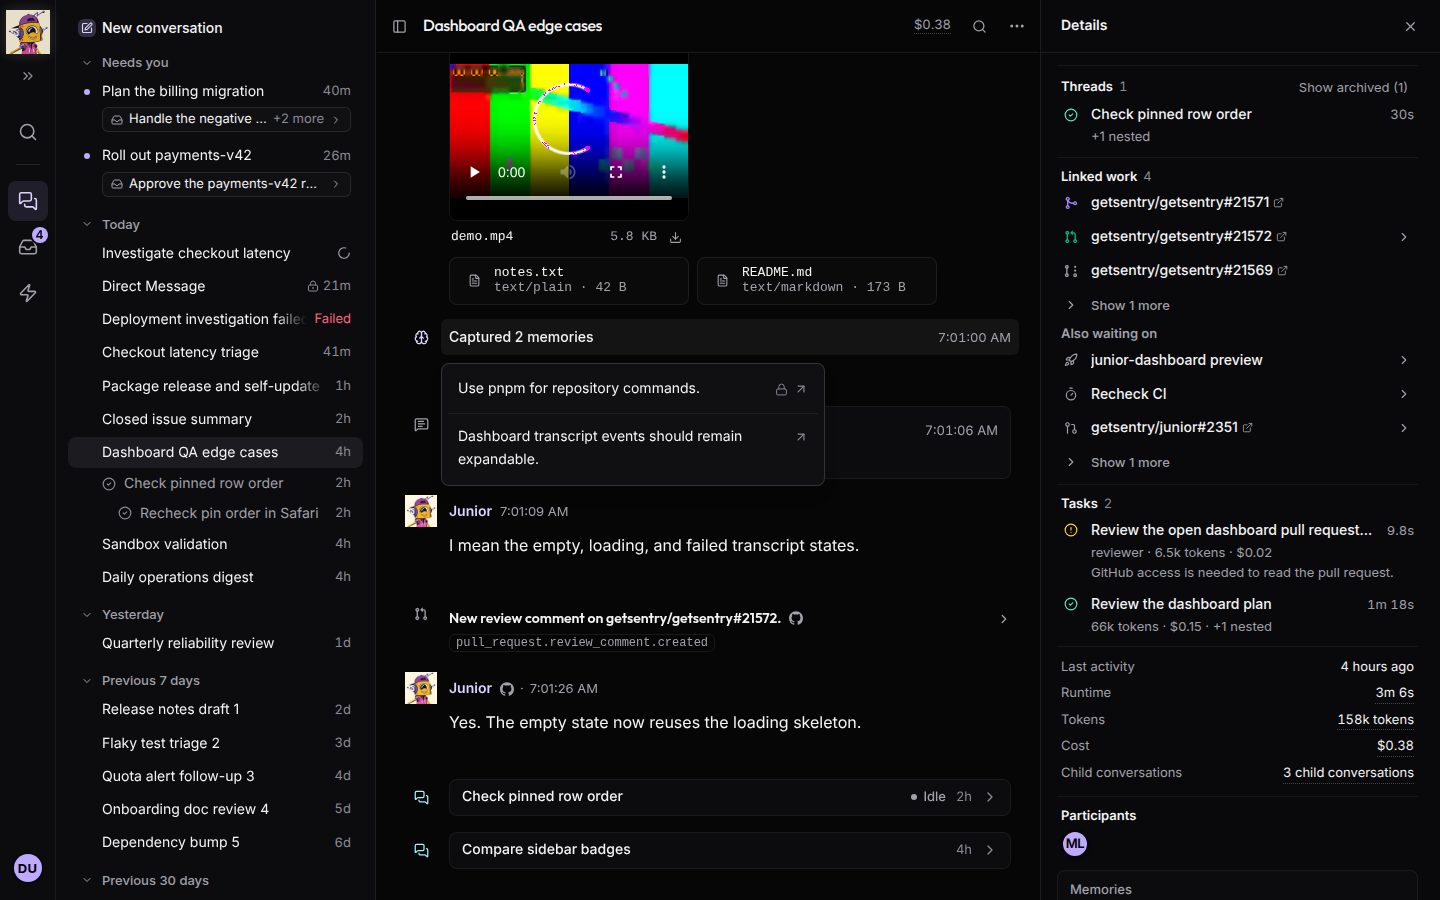 New conversation
Needs you
Plan the billing migration 40m
Handle the negative ... +2 more
Roll out payments-v42 26m
Approve the payments-v42 r...
Today
Investigate checkout latency
Direct Message 21m
Deployment investigation failed Failed
Checkout latency triage 41m
Package release and self-update 1h
Closed issue summary 2h
Dashboard QA edge cases 4h
Check pinned row order 2h
Recheck pin order in Safari 2h
Sandbox validation 4h
Daily operations digest 4h
Yesterday
Quarterly reliability review 1d
Previous 7 days
Release notes draft 1 2d
Flaky test triage 2 3d
Quota alert follow-up 3 4d
Onboarding doc review 4 5d
Dependency bump 5 6d
Previous 30 days
4
DU
Dashboard QA edge cases $0.38
0:00
demo.mp4 5.8 KB
notes.txt
text/plain · 42 B
README.md
text/markdown · 173 B
Captured 2 memories 7:01:00 AM
Use pnpm for repository commands.
Dashboard transcript events should remain
expandable.
7:01:06 AM
Junior 7:01:09 AM
I mean the empty, loading, and failed transcript states.
New review comment on getsentry/getsentry#21572.
pull_request.review_comment.created
Junior · 7:01:26 AM
Yes. The empty state now reuses the loading skeleton.
Check pinned row order Idle 2h
Compare sidebar badges 4h
Details
Threads 1 Show archived (1)
Check pinned row order 30s
+1 nested
Linked work 4
getsentry/getsentry#21571
getsentry/getsentry#21572
getsentry/getsentry#21569
Show 1 more
Also waiting on
junior-dashboard preview
Recheck CI
getsentry/junior#2351
Show 1 more
Tasks 2
Review the open dashboard pull request... 9.8s
reviewer · 6.5k tokens · $0.02
GitHub access is needed to read the pull request.
Review the dashboard plan 1m 18s
66k tokens · $0.15 · +1 nested
Last activity 4 hours ago
Runtime 3m 6s
Tokens 158k tokens
Cost $0.38
Child conversations 3 child conversations
Participants
ML
Memories